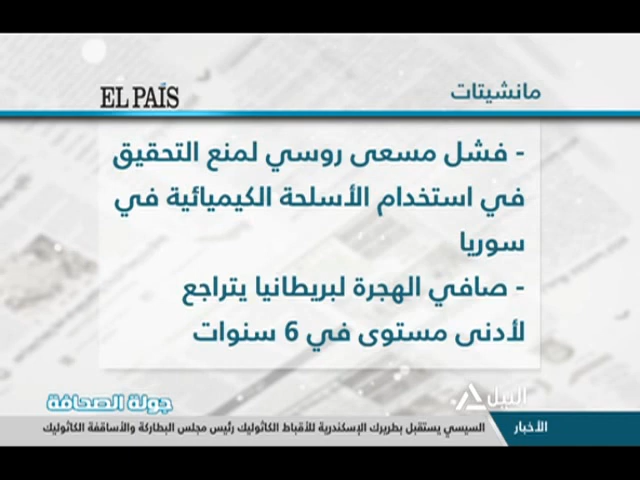 مانشيتات
EL PAÍS
- فشل مسعى روسي لمنع التحقيق
في استخدام الأسلحة الكيميائية في
سوريا
- صافي الهجرة لبريطانيا يتراجع
لأدنى مستوى في 6 سنوات
النيل
جولة الصحافة
الأخبار
السيسي يستقبل بطريرك الإسكندرية للأقباط الكاثوليك رئيس مجلس البطاركة والأساقفة الكاثوليك